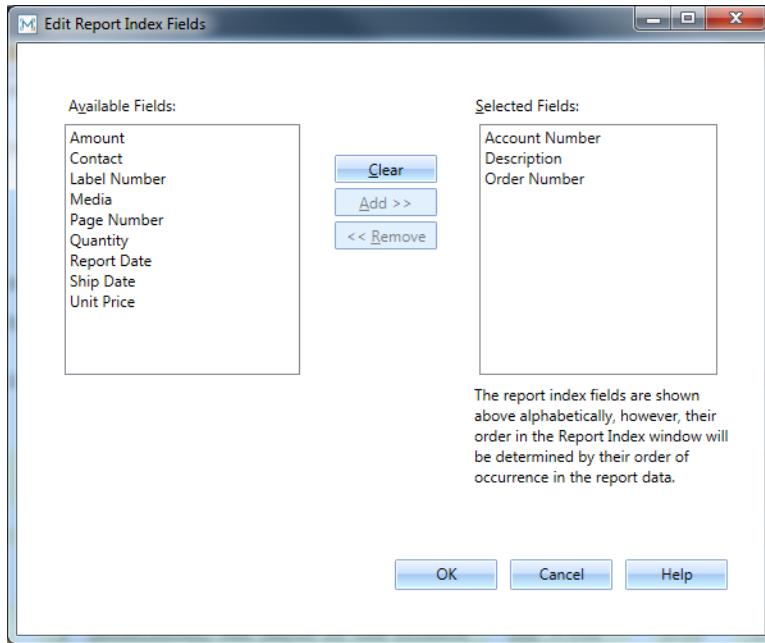 Edit Report Index Fields
Available Fields:
Amount
Contact
Label Number
Media
Page Number
Quantity
Report Date
Ship Date
Unit Price
Clear
Add >>
<< Remove
Selected Fields:
Account Number
Description
Order Number
The report index fields are shown
above alphabetically, however, their
order in the Report Index window will
be determined by their order of
occurrence in the report data.
OK
Cancel
Help